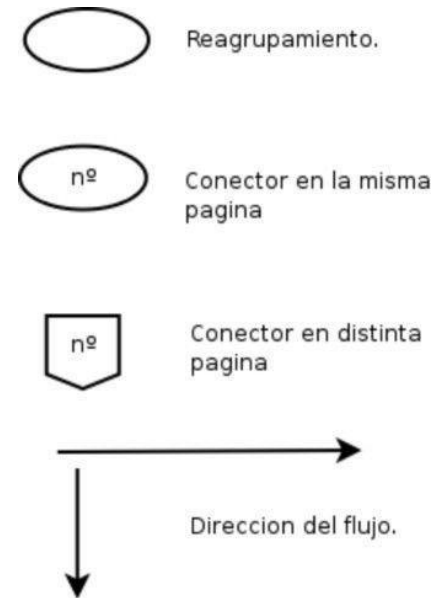 Reagrupamiento.
nº
Conector en la misma
pagina
nº
Conector en distinta
pagina
Direccion del flujo.